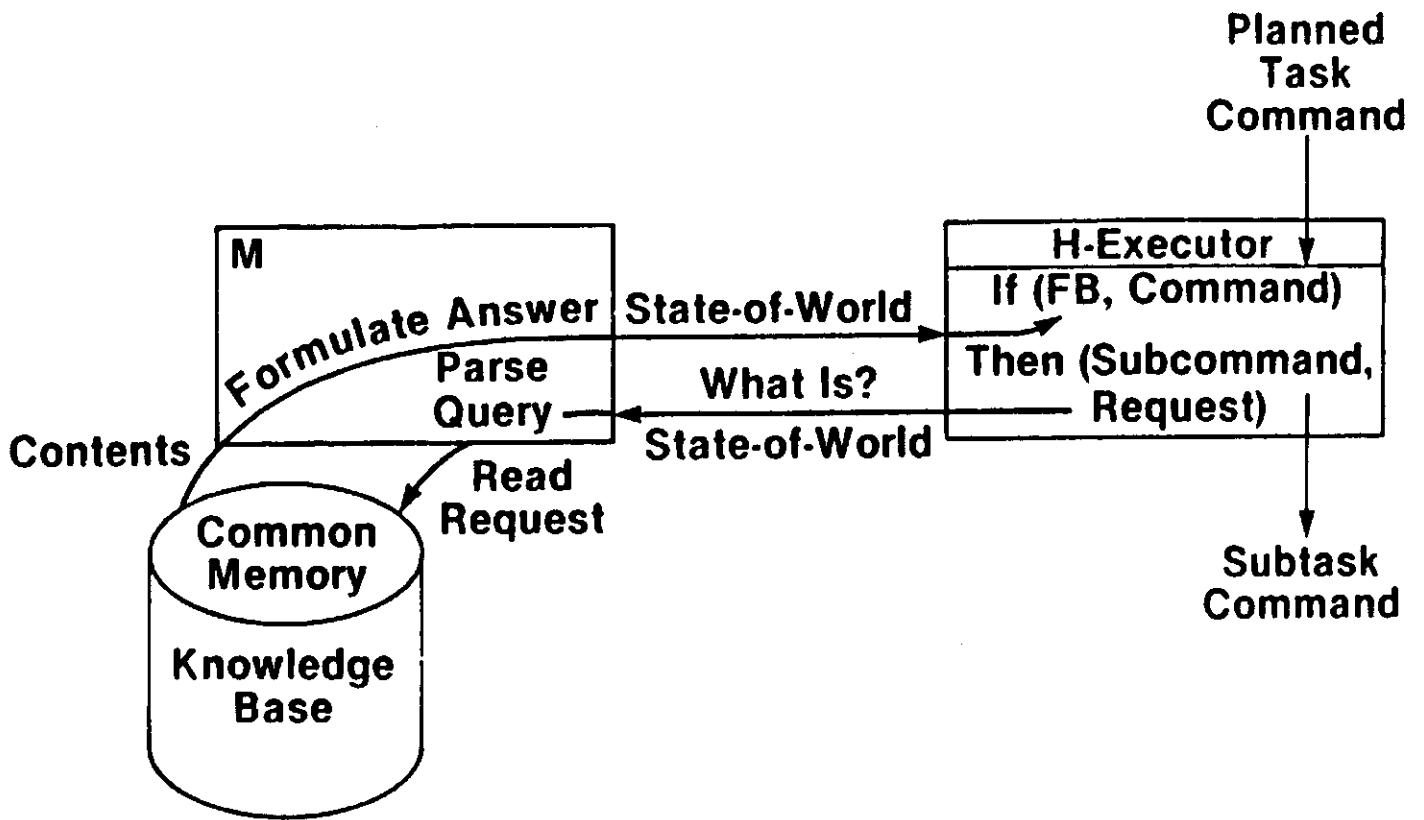 Planned
Task
Command
M
Formulate Answer
State-of-World
H-Executor
If (FB, Command)
Parse
Query
What Is?
State-of-World
Then (Subcommand,
Request)
Contents
Read
Request
Common
Memory
Knowledge
Base
Subtask
Command